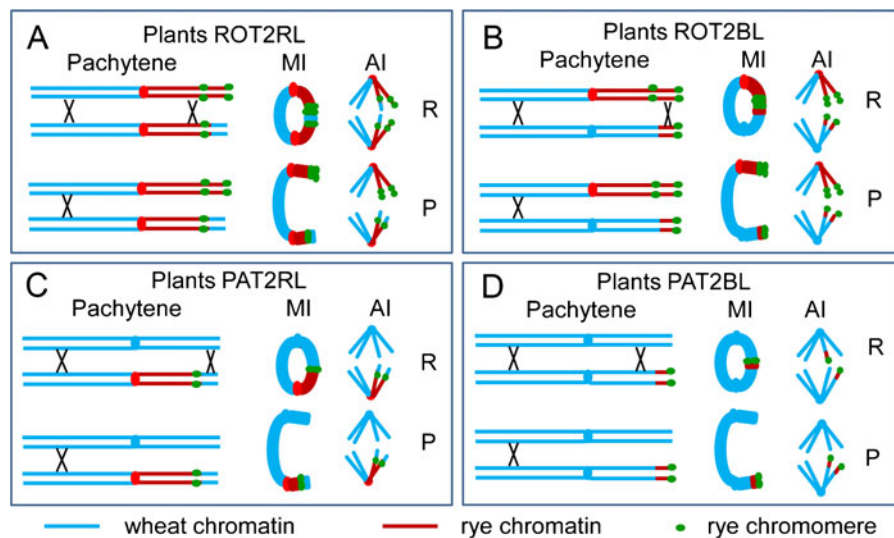 A Plants ROT2RL
Pachytene MI AI
R
P
B Plants ROT2BL
Pachytene MI AI
R
P
C Plants PAT2RL
Pachytene MI AI
R
P
D Plants PAT2BL
Pachytene MI AI
R
P
wheat chromatin rye chromatin rye chromomere